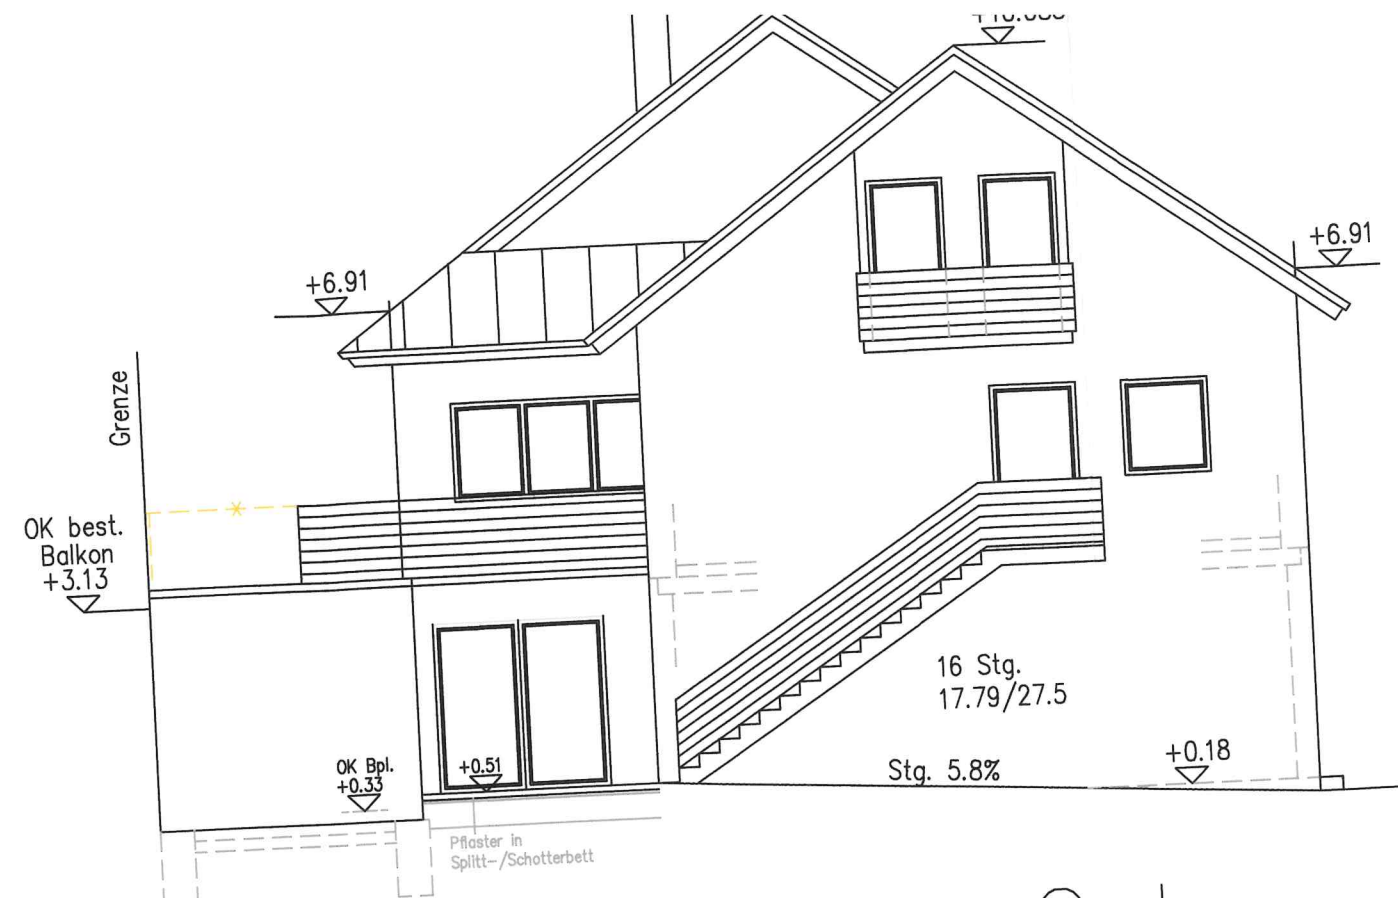 +6.91
+6.91
Grenze
OK best.
Balkon
+3.13
16 Stg.
17.79/27.5
+0.18
Stg. 5.8%
OK Bpl.
+0.33
+0.51
Pflaster in
Splitt-/Schotterbett